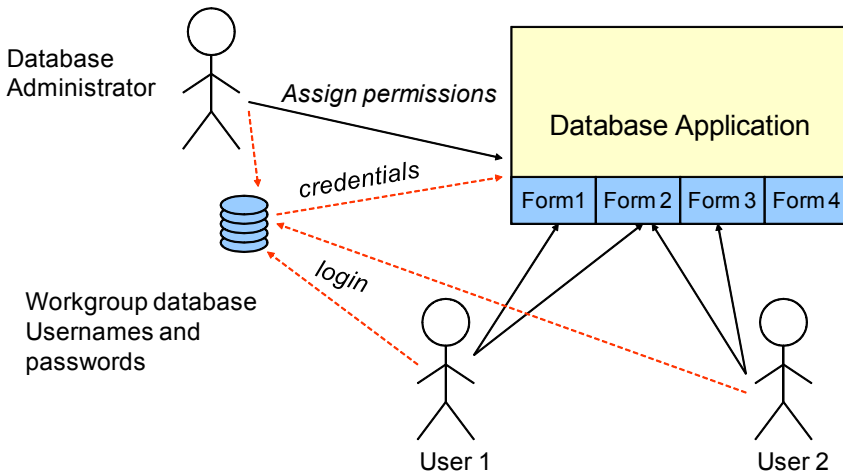 Database
Administrator
Assign permissions
Database Application
credentials
Form1
Form 2
Form 3
Form 4
login
Workgroup database
Usernames and
passwords
User 1
User 2